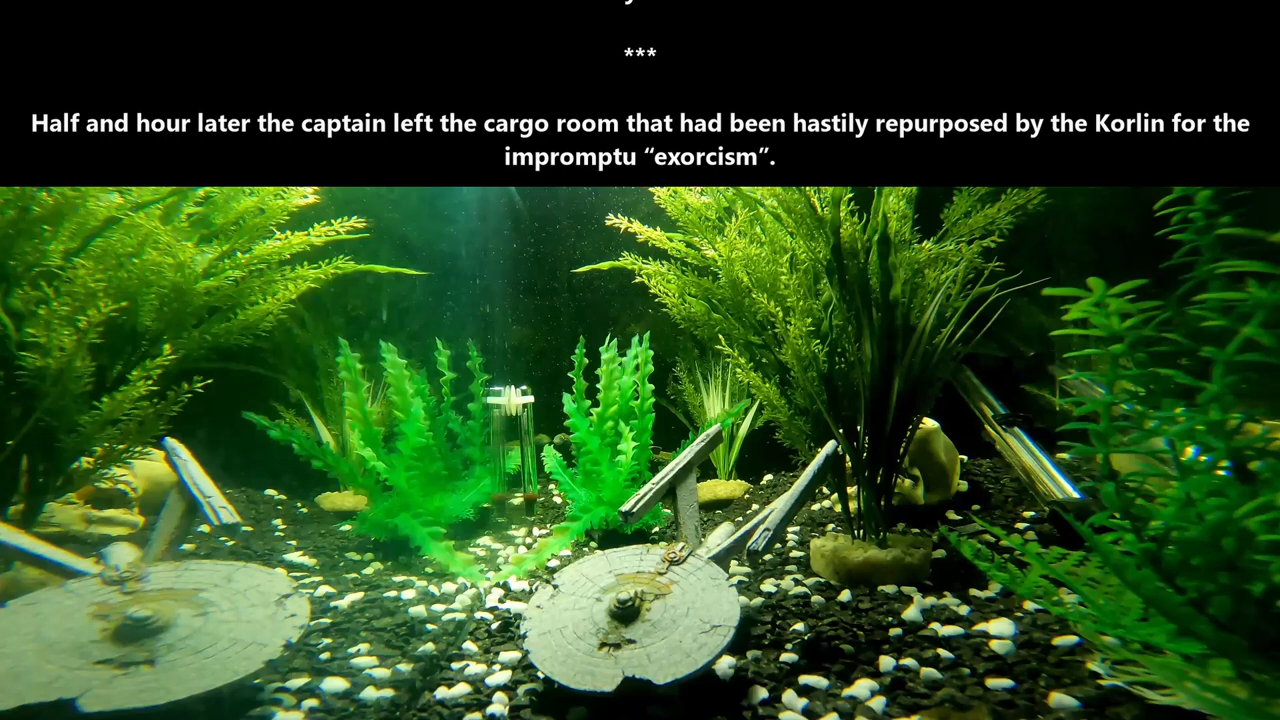 ***
Half and hour later the captain left the cargo room that had been hastily repurposed by the Korlin for the
impromptu “exorcism”.